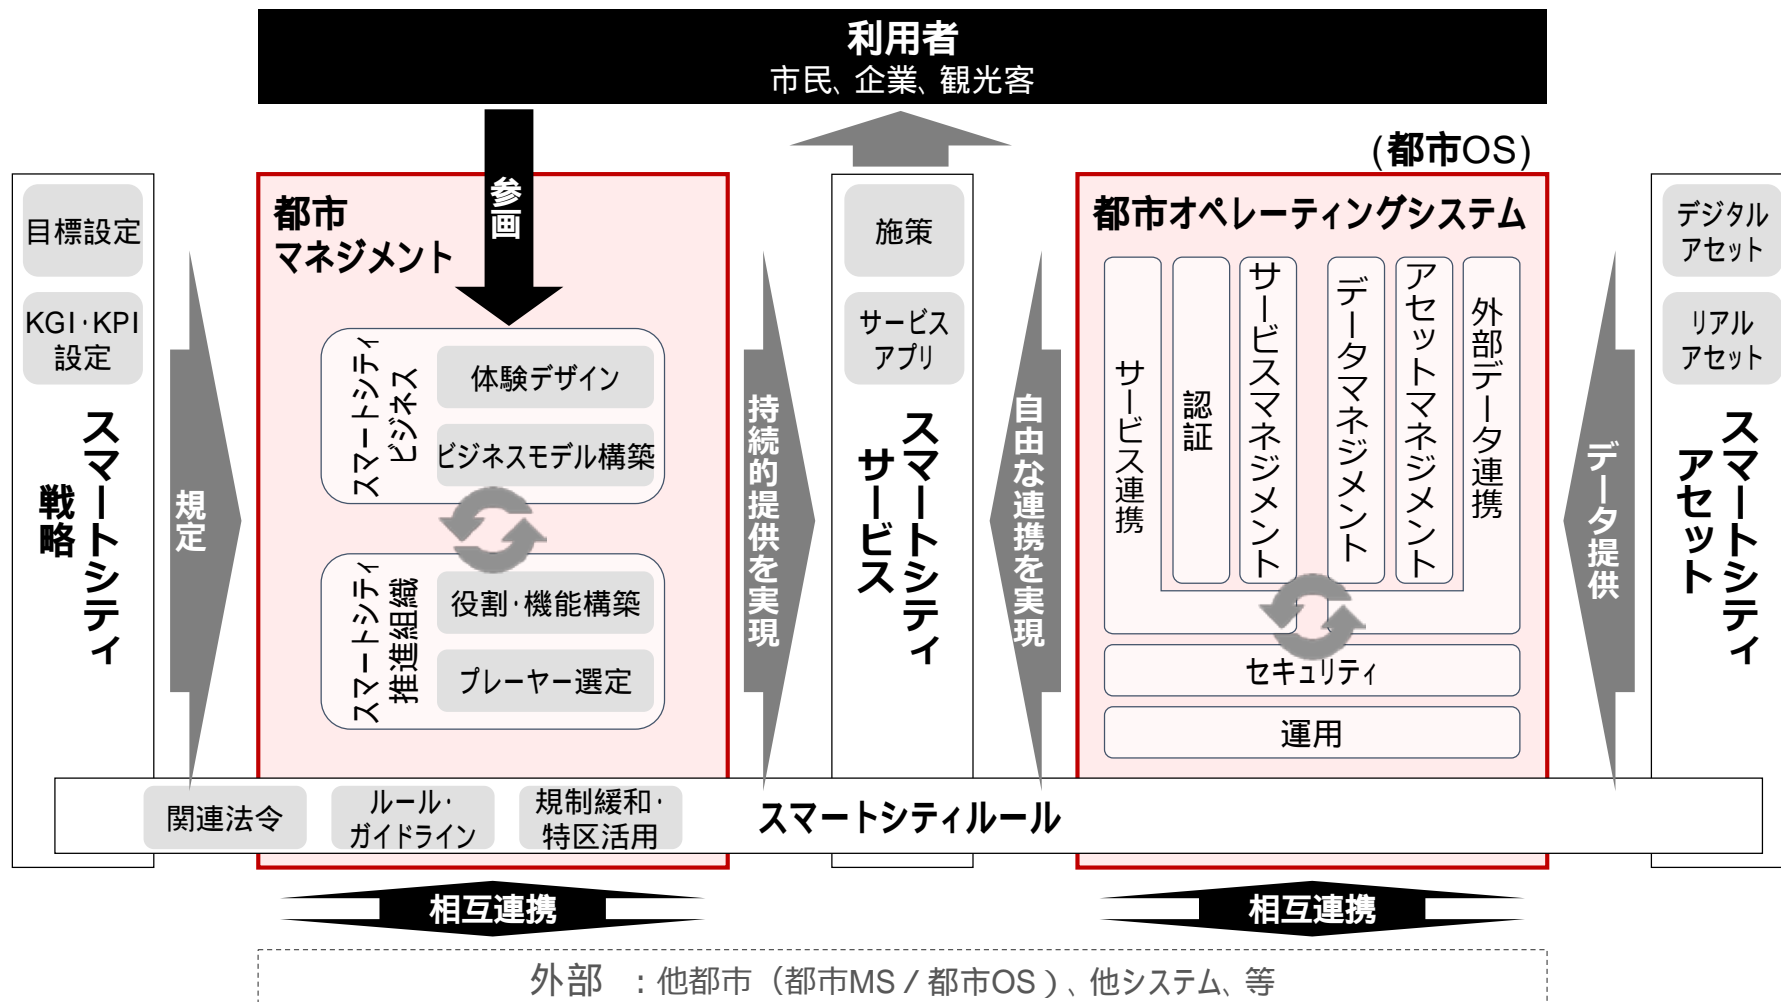 利用者
市民、企業、観光客
参画
(都市OS)
目標設定
KGI･KPI
設定
スマートシティ
戦略
規定
都市
マネジメント
スマートシティ
ビジネス
体験デザイン
ビジネスモデル構築
スマートシティ
推進組織
役割･機能構築
プレーヤー選定
持続的提供を実現
施策
サービス
アプリ
スマートシティ
サービス
自由な連携を実現
都市オペレーティングシステム
サービス連携
認証
サービスマネジメント
データマネジメント
アセットマネジメント
外部データ連携
セキュリティ
運用
データ提供
デジタル
アセット
リアル
アセット
スマートシティ
アセット
関連法令
ルール･
ガイドライン
規制緩和･
特区活用
スマートシティルール
相互連携
相互連携
外部 ：他都市（都市MS / 都市OS）、他システム、等